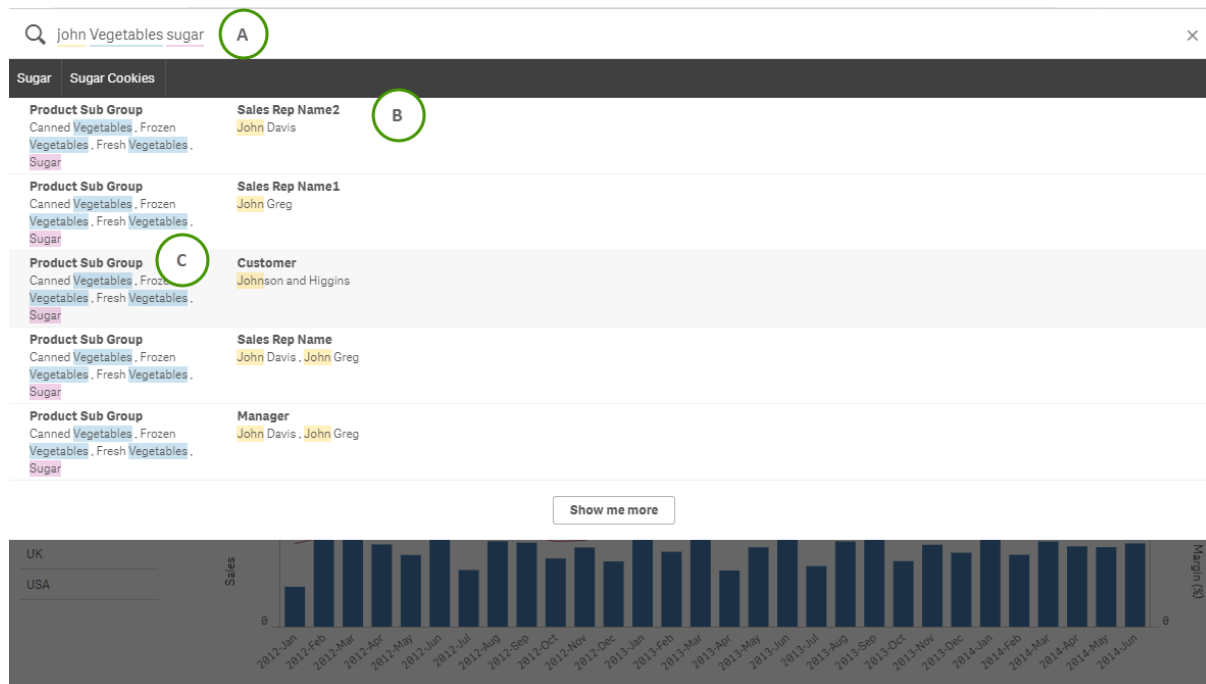 john Vegetables sugar
A
Sugar Sugar Cookies
Product Sub Group
Canned Vegetables , Frozen
Vegetables , Fresh Vegetables ,
Sugar
Sales Rep Name2
John Davis
B
Product Sub Group
Canned Vegetables , Frozen
Vegetables , Fresh Vegetables ,
Sugar
Sales Rep Name1
John Greg
Product Sub Group
C
Canned Vegetables , Froze
Vegetables , Fresh Vegetables ,
Sugar
Customer
Johnson and Higgins
Product Sub Group
Canned Vegetables , Frozen
Vegetables , Fresh Vegetables ,
Sugar
Sales Rep Name
John Davis , John Greg
Product Sub Group
Canned Vegetables , Frozen
Vegetables , Fresh Vegetables ,
Sugar
Manager
John Davis , John Greg
Show me more
UK
USA
Sales
0
0
Margin (%)
2012-Jan
2012-Feb
2012-Mar
2012-Apr
2012-May
2012-Jun
2012-Jul
2012-Aug
2012-Sep
2012-Oct
2012-Nov
2012-Dec
2013-Jan
2013-Feb
2013-Mar
2013-Apr
2013-May
2013-Jun
2013-Jul
2013-Aug
2013-Sep
2013-Oct
2013-Nov
2013-Dec
2014-Jan
2014-Feb
2014-Mar
2014-Apr
2014-May
2014-Jun